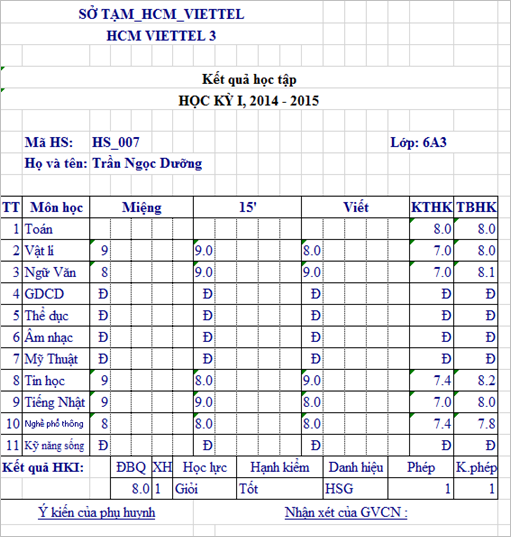 SỞ TẠM_HCM_VIETTEL
HCM VIETTEL 3
Kết quả học tập
HỌC KỲ I, 2014 - 2015
Mã HS: HS_007 Lớp: 6A3
Họ và tên: Trần Ngọc Dưỡng
TT Môn học Miệng 15' Viết KTHK TBHK
1 Toán 8.0 8.0
2 Vật lí 9 9.0 8.0 7.0 8.0
3 Ngữ Văn 8 9.0 9.0 7.0 8.1
4 GDCD Đ Đ Đ Đ Đ
5 Thể dục Đ Đ Đ Đ Đ
6 Âm nhạc Đ Đ Đ Đ Đ
7 Mỹ Thuật Đ Đ Đ Đ Đ
8 Tin học 9 8.0 9.0 7.4 8.2
9 Tiếng Nhật 9 9.0 8.0 7.0 8.0
10 Nghề phổ thông 8 8.0 8.0 7.4 7.8
11 Kỹ năng sống Đ Đ Đ Đ Đ
Kết quả HKI: ĐBQ XH Học lực Hạnh kiểm Danh hiệu Phép K.phép
8.0 1 Giỏi Tốt HSG 1 1
Ý kiến của phụ huynh Nhận xét của GVCN :